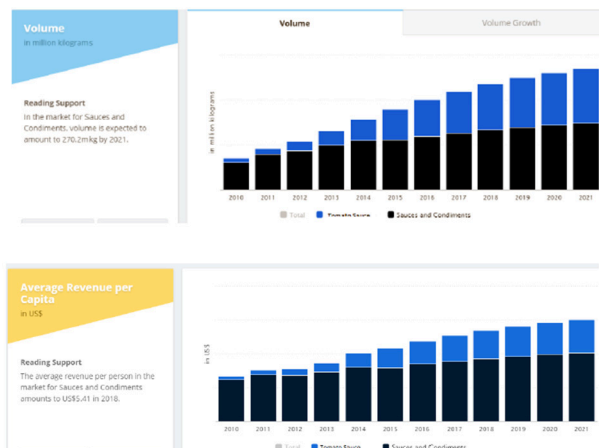 Volume
in million kilograms
Reading Support
In the market for Sauces and
Condiments, volume is expected to
amount to 270.2mkg by 2021.
Volume
Volume Growth
in million kilograms
2010 2011 2012 2013 2014 2015 2016 2017 2018 2019 2020 2021
Total Tomato Sauce Sauces and Condiments
Average Revenue per
Capita
in US$
Reading Support
The average revenue per person in the
market for Sauces and Condiments
amounts to US$5.41 in 2018.
in US$
2010 2011 2012 2013 2014 2015 2016 2017 2018 2019 2020 2021
Total Tomato Sauce Sauces and Condiments